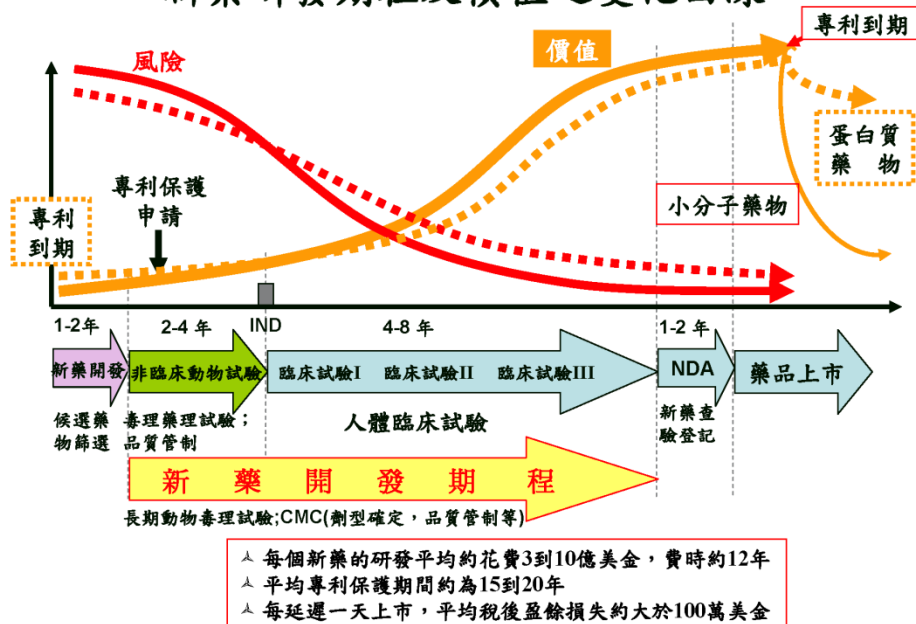 風險
價值
專利到期
蛋白質
藥 物
專利保護
申請
專利
到期
小分子藥物
1-2年
2-4 年
IND
4-8 年
1-2 年
新藥開發
非臨床動物試驗
臨床試驗I 臨床試驗II 臨床試驗III
NDA
藥品上市
候選藥
物篩選
毒理藥理試驗；
品質管制
人體臨床試驗
新藥查
驗登記
新 藥 開 發 期 程
長期動物毒理試驗;CMC(劑型確定，品質管制等)
每個新藥的研發平均約花費3到10億美金，費時約12年
平均專利保護期間約為15到20年
每延遲一天上市，平均稅後盈餘損失約大於100萬美金